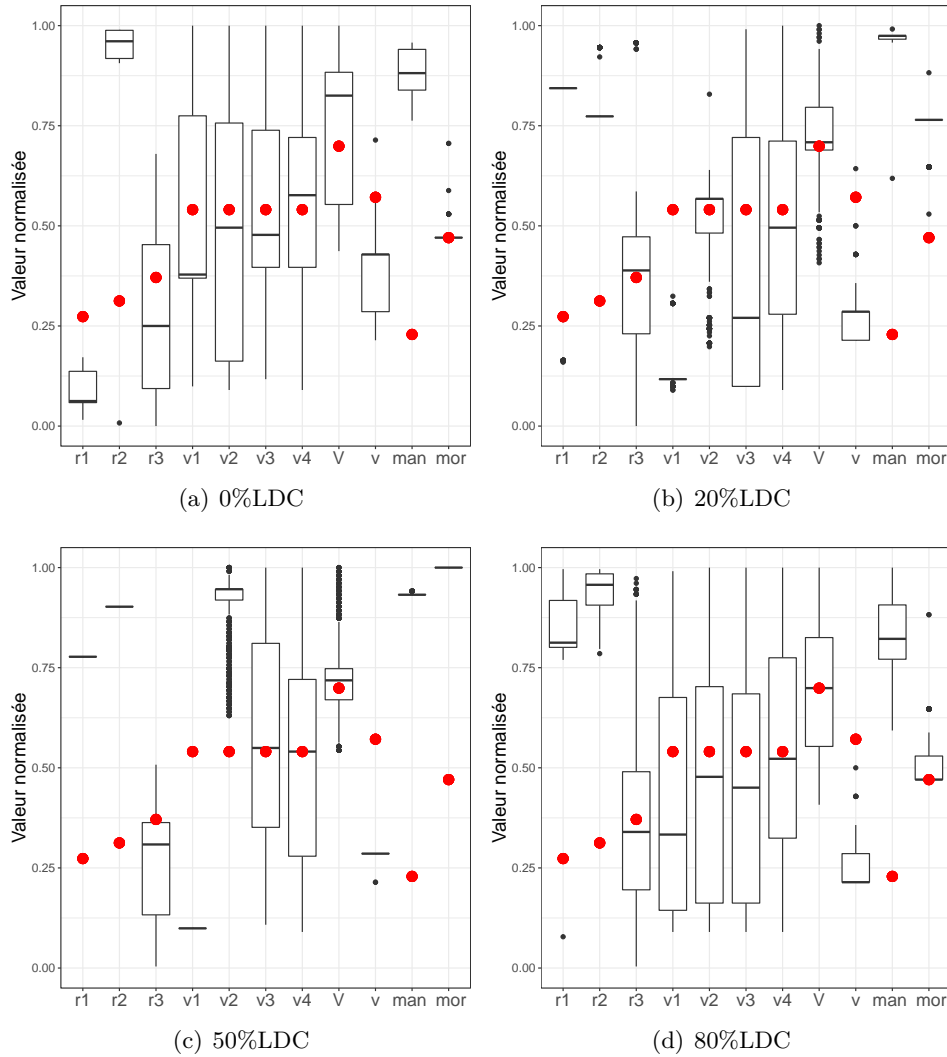 Valeur normalisée
1.00
0.75
0.50
0.25
0.00
r1 r2 r3 v1 v2 v3 v4 V v man mor
(a) 0%LDC
Valeur normalisée
1.00
0.75
0.50
0.25
0.00
r1 r2 r3 v1 v2 v3 v4 V v man mor
(b) 20%LDC
Valeur normalisée
1.00
0.75
0.50
0.25
0.00
r1 r2 r3 v1 v2 v3 v4 V v man mor
(c) 50%LDC
Valeur normalisée
1.00
0.75
0.50
0.25
0.00
r1 r2 r3 v1 v2 v3 v4 V v man mor
(d) 80%LDC